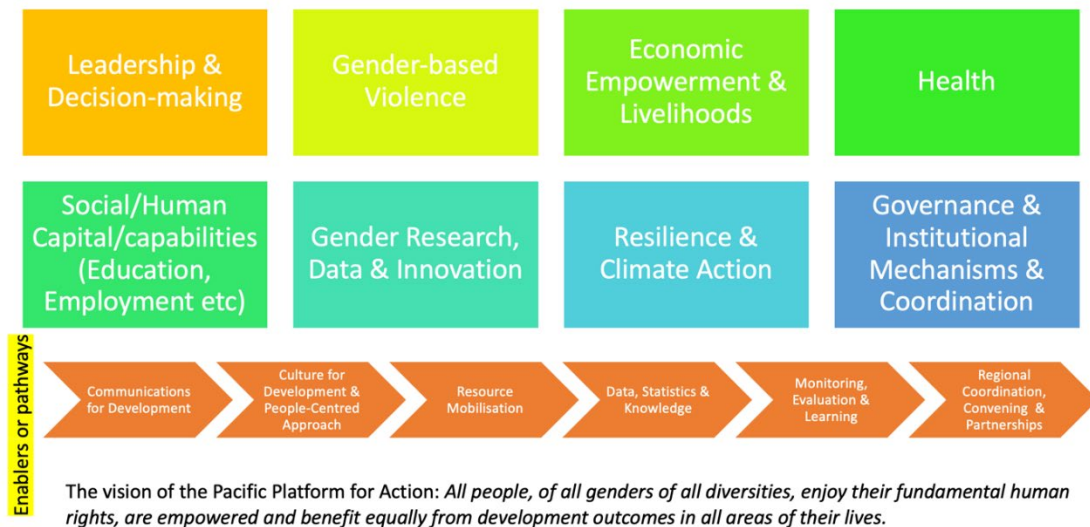 Leadership &
Decision-making
Gender-based
Violence
Economic
Empowerment &
Livelihoods
Health
Social/Human
Capital/capabilities
(Education,
Employment etc)
Gender Research,
Data & Innovation
Resilience &
Climate Action
Governance &
Institutional
Mechanisms &
Coordination
Enablers or pathways
Communications
for Development
Culture for
Development &
People-Centred
Approach
Resource
Mobilisation
Data, Statistics &
Knowledge
Monitoring,
Evaluation &
Learning
Regional
Coordination,
Convening &
Partnerships
The vision of the Pacific Platform for Action: All people, of all genders of all diversities, enjoy their fundamental human
rights, are empowered and benefit equally from development outcomes in all areas of their lives.